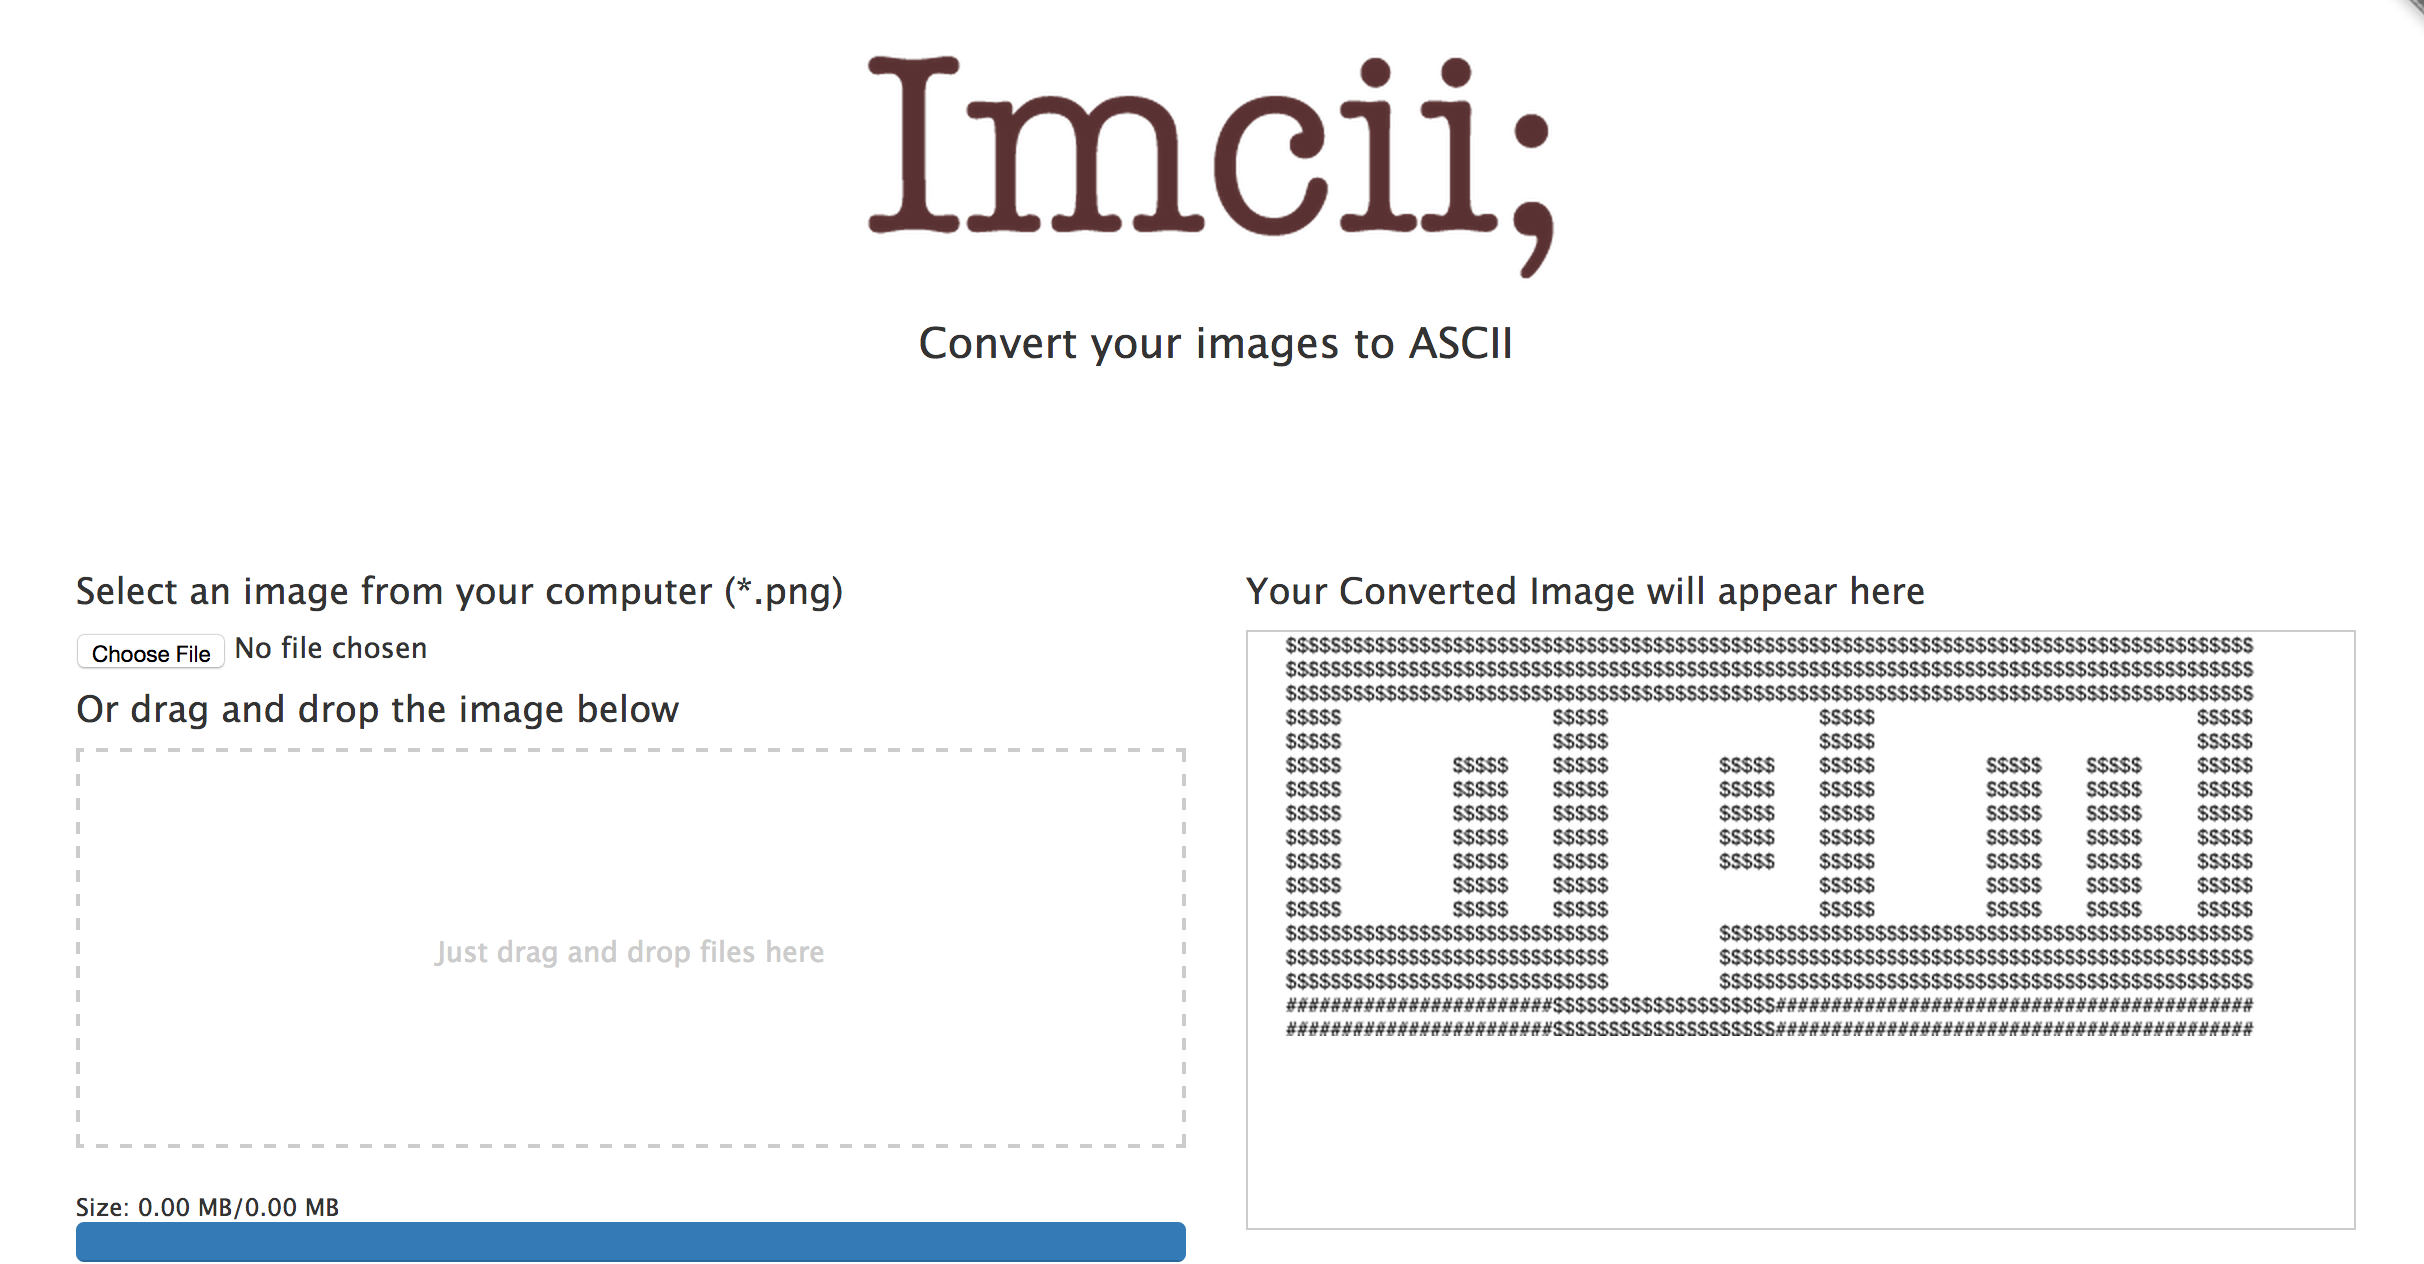 Imcii;
Convert your images to ASCII
Select an image from your computer (*.png)
Choose File No file chosen
Or drag and drop the image below
Just drag and drop files here
Size: 0.00 MB/0.00 MB
Your Converted Image will appear here
$$$$$$$$$$$$$$$$$$$$$$$$$$$$$$$$$$$$$$$$$$$$$$$$$$$$$$$$$$$$$$$$$$$$$$$$$$$$$$$$$$$$$$$
$$$$$$$$$$$$$$$$$$$$$$$$$$$$$$$$$$$$$$$$$$$$$$$$$$$$$$$$$$$$$$$$$$$$$$$$$$$$$$$$$$$$$$$
$$$$$$$$$$$$$$$$$$$$$$$$$$$$$$$$$$$$$$$$$$$$$$$$$$$$$$$$$$$$$$$$$$$$$$$$$$$$$$$$$$$$$$$
$$$$$                   $$$$$                   $$$$$                             $$$$$
$$$$$                   $$$$$                   $$$$$                             $$$$$
$$$$$          $$$$$    $$$$$          $$$$$    $$$$$          $$$$$    $$$$$     $$$$$
$$$$$          $$$$$    $$$$$          $$$$$    $$$$$          $$$$$    $$$$$     $$$$$
$$$$$          $$$$$    $$$$$          $$$$$    $$$$$          $$$$$    $$$$$     $$$$$
$$$$$          $$$$$    $$$$$          $$$$$    $$$$$          $$$$$    $$$$$     $$$$$
$$$$$          $$$$$    $$$$$          $$$$$    $$$$$          $$$$$    $$$$$     $$$$$
$$$$$          $$$$$    $$$$$                   $$$$$          $$$$$    $$$$$     $$$$$
$$$$$          $$$$$    $$$$$                   $$$$$          $$$$$    $$$$$     $$$$$
$$$$$$$$$$$$$$$$$$$$$$$$$$$$$          $$$$$$$$$$$$$$$$$$$$$$$$$$$$$$$$$$$$$$$$$$$$$$$$
$$$$$$$$$$$$$$$$$$$$$$$$$$$$$          $$$$$$$$$$$$$$$$$$$$$$$$$$$$$$$$$$$$$$$$$$$$$$$$
$$$$$$$$$$$$$$$$$$$$$$$$$$$$$          $$$$$$$$$$$$$$$$$$$$$$$$$$$$$$$$$$$$$$$$$$$$$$$$
########################$$$$$$$$$$$$$$$$$$$$###########################################
########################$$$$$$$$$$$$$$$$$$$$###########################################